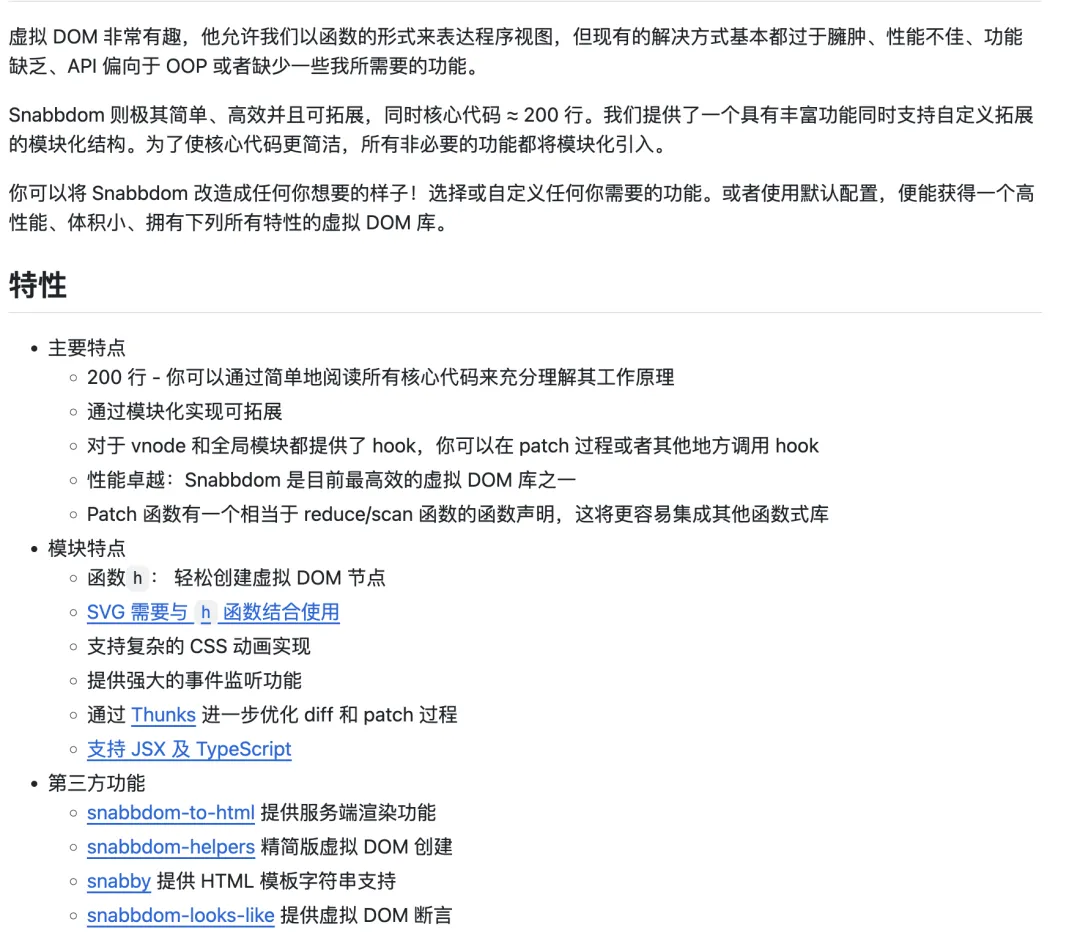 虚拟 DOM 非常有趣，他允许我们以函数的形式来表达程序视图，但现有的解决方式基本都过于臃肿、性能不佳、功能
缺乏、API 偏向于 OOP 或者缺少一些我所需要的功能。
Snabbdom 则极其简单、高效并且可拓展，同时核心代码 ≈ 200 行。我们提供了一个具有丰富功能同时支持自定义拓展
的模块化结构。为了使核心代码更简洁，所有非必要的功能都将模块化引入。
你可以将 Snabbdom 改造成任何你想要的样子！选择或自定义任何你需要的功能。或者使用默认配置，便能获得一个高
性能、体积小、拥有下列所有特性的虚拟 DOM 库。
特性
• 主要特点
◦ 200 行 - 你可以通过简单地阅读所有核心代码来充分理解其工作原理
◦ 通过模块化实现可拓展
◦ 对于 vnode 和全局模块都提供了 hook，你可以在 patch 过程或者其他地方调用 hook
◦ 性能卓越：Snabbdom 是目前最高效的虚拟 DOM 库之一
◦ Patch 函数有一个相当于 reduce/scan 函数的函数声明，这将更容易集成其他函数式库
• 模块特点
◦ 函数 h： 轻松创建虚拟 DOM 节点
◦ SVG 需要与 h 函数结合使用
◦ 支持复杂的 CSS 动画实现
◦ 提供强大的事件监听功能
◦ 通过 Thunks 进一步优化 diff 和 patch 过程
◦ 支持 JSX 及 TypeScript
• 第三方功能
◦ snabbdom-to-html 提供服务端渲染功能
◦ snabbdom-helpers 精简版虚拟 DOM 创建
◦ snabby 提供 HTML 模板字符串支持
◦ snabbdom-looks-like 提供虚拟 DOM 断言